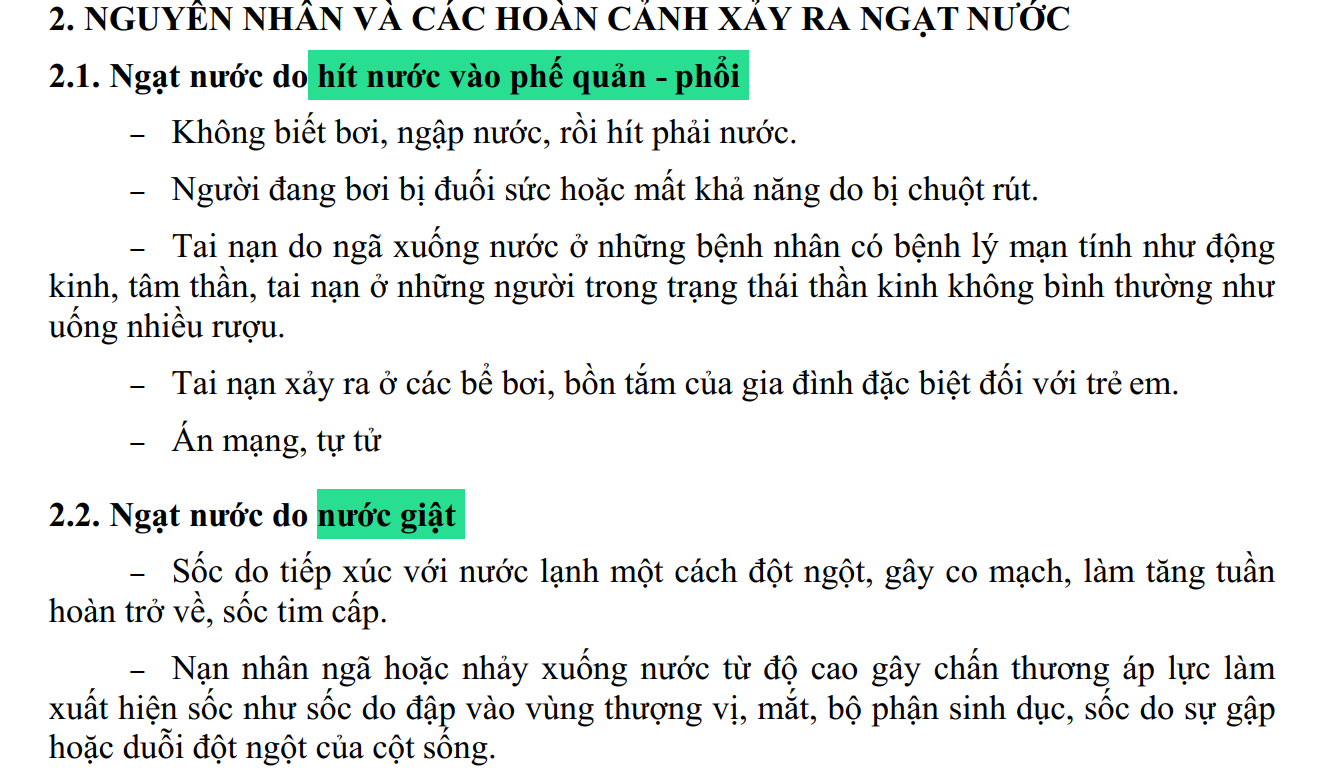 2. NGUYÊN NHÂN VÀ CÁC HOÀN CẢNH XẢY RA NGẠT NƯỚC
2.1. Ngạt nước do hít nước vào phế quản - phổi
– Không biết bơi, ngập nước, rồi hít phải nước.
– Người đang bơi bị đuối sức hoặc mất khả năng do bị chuột rút.
– Tai nạn do ngã xuống nước ở những bệnh nhân có bệnh lý mạn tính như động
kinh, tâm thần, tai nạn ở những người trong trạng thái thần kinh không bình thường như
uống nhiều rượu.
– Tai nạn xảy ra ở các bể bơi, bồn tắm của gia đình đặc biệt đối với trẻ em.
– Án mạng, tự tử
2.2. Ngạt nước do nước giật
– Sốc do tiếp xúc với nước lạnh một cách đột ngột, gây co mạch, làm tăng tuần
hoàn trở về, sốc tim cấp.
– Nạn nhân ngã hoặc nhảy xuống nước từ độ cao gây chấn thương áp lực làm
xuất hiện sốc như sốc do đập vào vùng thượng vị, mắt, bộ phận sinh dục, sốc do sự gập
hoặc duỗi đột ngột của cột sống.